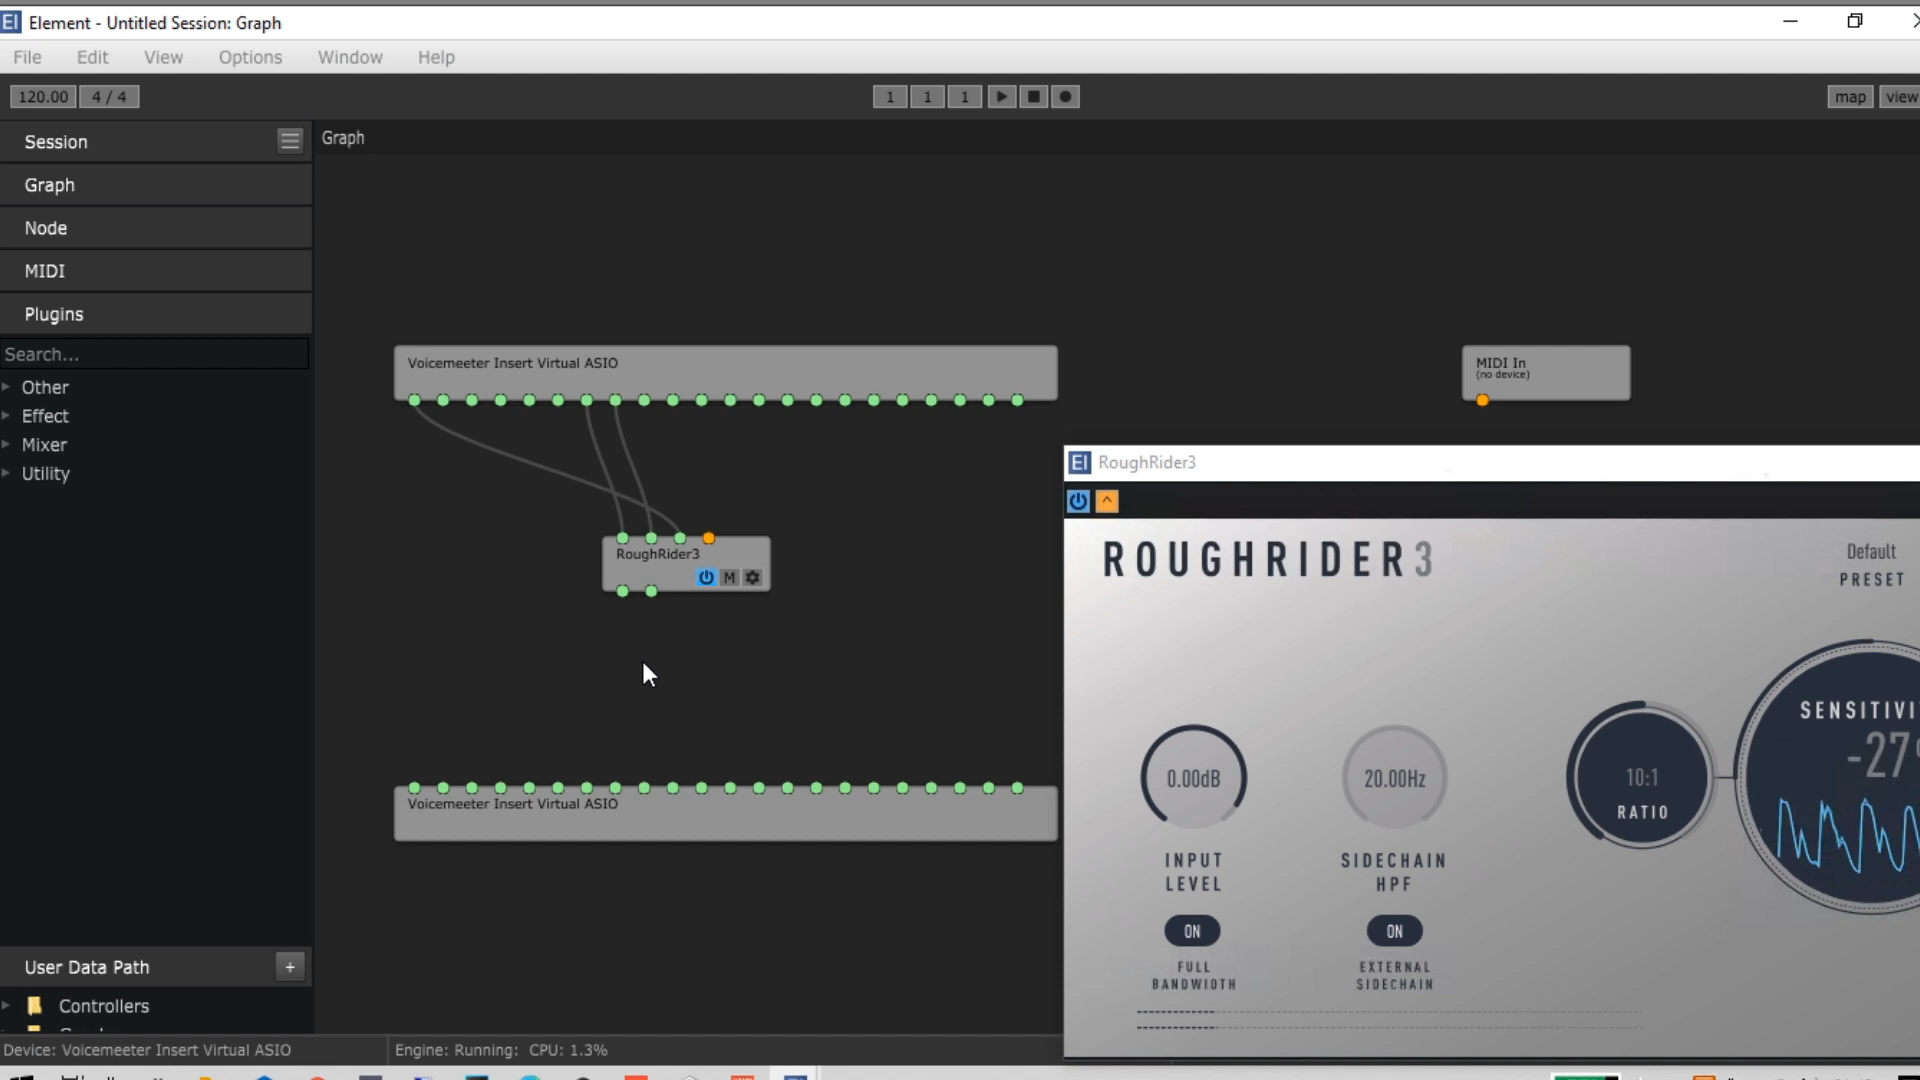 Element - Untitled Session: Graph
File Edit View Options Window Help
120.00 4 / 4 1 1 1 map view
Session
Graph
Graph
Node
MIDI
Plugins
Search...
Other
Effect
Mixer
Utility
Voicemeeter Insert Virtual ASIO
MIDI In
(no device)
RoughRider3
M
Voicemeeter Insert Virtual ASIO
EI RoughRider3
ROUGHRIDER3
Default
PRESET
0.00dB
INPUT
LEVEL
ON
FULL
BANDWIDTH
20.00Hz
SIDECHAIN
HPF
ON
EXTERNAL
SIDECHAIN
10:1
RATIO
SENSITIVI
-27
User Data Path +
Controllers
Device: Voicemeeter Insert Virtual ASIO
Engine: Running: CPU: 1.3%